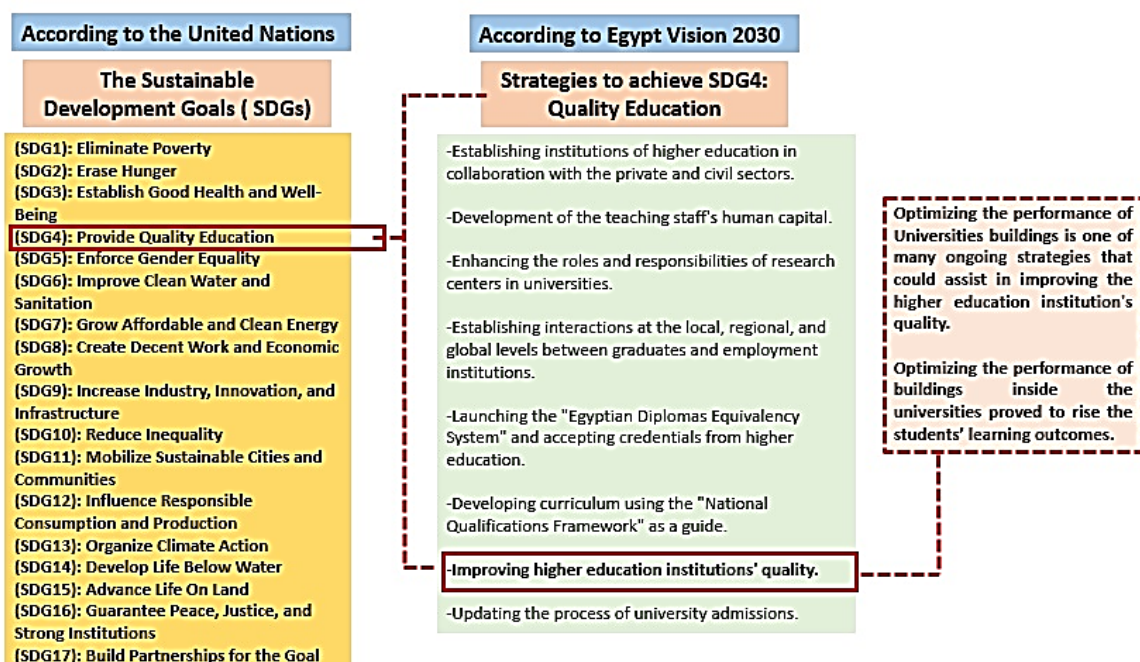 According to the United Nations
The Sustainable
Development Goals ( SDGs)
(SDG1): Eliminate Poverty
(SDG2): Erase Hunger
(SDG3): Establish Good Health and Well-
Being
(SDG4): Provide Quality Education
(SDG5): Enforce Gender Equality
(SDG6): Improve Clean Water and
Sanitation
(SDG7): Grow Affordable and Clean Energy
(SDG8): Create Decent Work and Economic
Growth
(SDG9): Increase Industry, Innovation, and
Infrastructure
(SDG10): Reduce Inequality
(SDG11): Mobilize Sustainable Cities and
Communities
(SDG12): Influence Responsible
Consumption and Production
(SDG13): Organize Climate Action
(SDG14): Develop Life Below Water
(SDG15): Advance Life On Land
(SDG16): Guarantee Peace, Justice, and
Strong Institutions
(SDG17): Build Partnerships for the Goal
According to Egypt Vision 2030
Strategies to achieve SDG4:
Quality Education
-Establishing institutions of higher education in
collaboration with the private and civil sectors.
-Development of the teaching staff's human capital.
-Enhancing the roles and responsibilities of research
centers in universities.
-Establishing interactions at the local, regional, and
global levels between graduates and employment
institutions.
-Launching the "Egyptian Diplomas Equivalency
System" and accepting credentials from higher
education.
-Developing curriculum using the "National
Qualifications Framework" as a guide.
-Improving higher education institutions' quality.
-Updating the process of university admissions.
Optimizing the performance of
Universities buildings is one of
many ongoing strategies that
could assist in improving the
higher education institution's
quality.
Optimizing the performance of
buildings inside the
universities proved to rise the
students' learning outcomes.